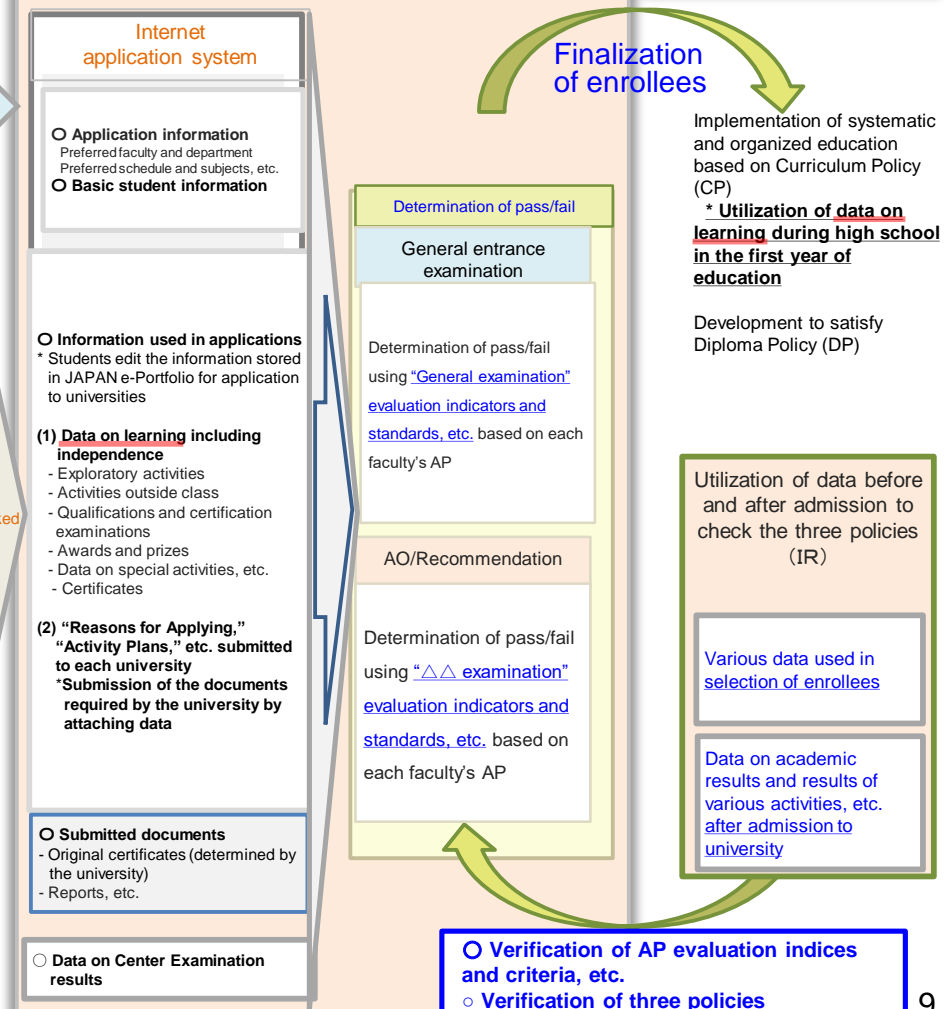 Internet
application system
O Application information
Preferred faculty and department
Preferred schedule and subjects, etc.
O Basic student information
O Information used in applications
* Students edit the information stored
in JAPAN e-Portfolio for application
to universities
(1) Data on learning including
independence
- Exploratory activities
- Activities outside class
- Qualifications and certification
examinations
- Awards and prizes
- Data on special activities, etc.
- Certificates
(2) “Reasons for Applying,”
“Activity Plans,” etc. submitted
to each university
*Submission of the documents
required by the university by
attaching data
O Submitted documents
- Original certificates (determined by
the university)
- Reports, etc.
○ Data on Center Examination
results
Determination of pass/fail
General entrance
examination
Determination of pass/fail
using “General examination”
evaluation indicators and
standards, etc. based on each
faculty’s AP
AO/Recommendation
Determination of pass/fail
using “△△ examination”
evaluation indicators and
standards, etc. based on
each faculty’s AP
Finalization
of enrollees
Implementation of systematic
and organized education
based on Curriculum Policy
(CP)
* Utilization of data on
learning during high school
in the first year of
education
Development to satisfy
Diploma Policy (DP)
Utilization of data before
and after admission to
check the three policies
（IR）
Various data used in
selection of enrollees
Data on academic
results and results of
various activities, etc.
after admission to
university
O Verification of AP evaluation indices
and criteria, etc.
○ Verification of three policies
9